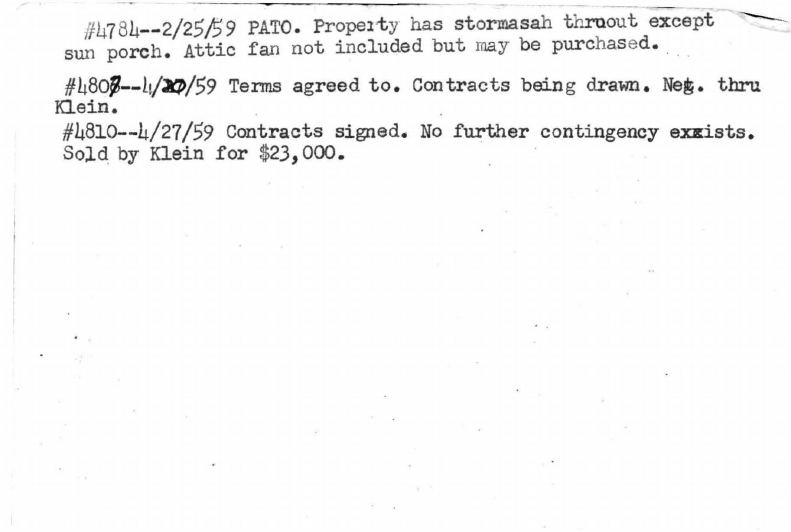 #4784--2/25/59 PATO. Property has stormasah thruout except
sun porch. Attic fan not included but may be purchased.
#4807--4/20/59 Terms agreed to. Contracts being drawn. Neg. thru
Klein.
#4810--4/27/59 Contracts signed. No further contingency exxists.
Sold by Klein for $23,000.